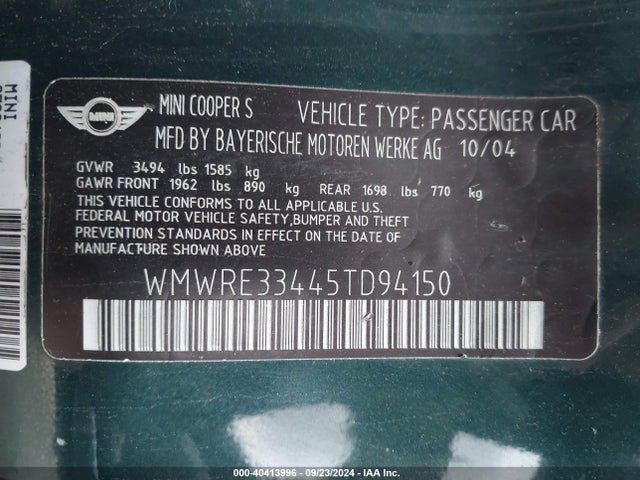 MINI
MINI COOPER S VEHICLE TYPE: PASSENGER CAR
MFD BY BAYERISCHE MOTOREN WERKE AG 10/04
GVWR 3494 lbs 1585 kg
GAWR FRONT 1962 lbs 890 kg REAR 1698 lbs 770 kg
THIS VEHICLE CONFORMS TO ALL APPLICABLE U.S.
FEDERAL MOTOR VEHICLE SAFETY,BUMPER AND THEFT
PREVENTION STANDARDS IN EFFECT ON THE DATE OF
MANUFACTURE SHOWN ABOVE.
WMWRE33445TD94150
MINI
000-40413996 - 09/23/2024 - IAA Inc.